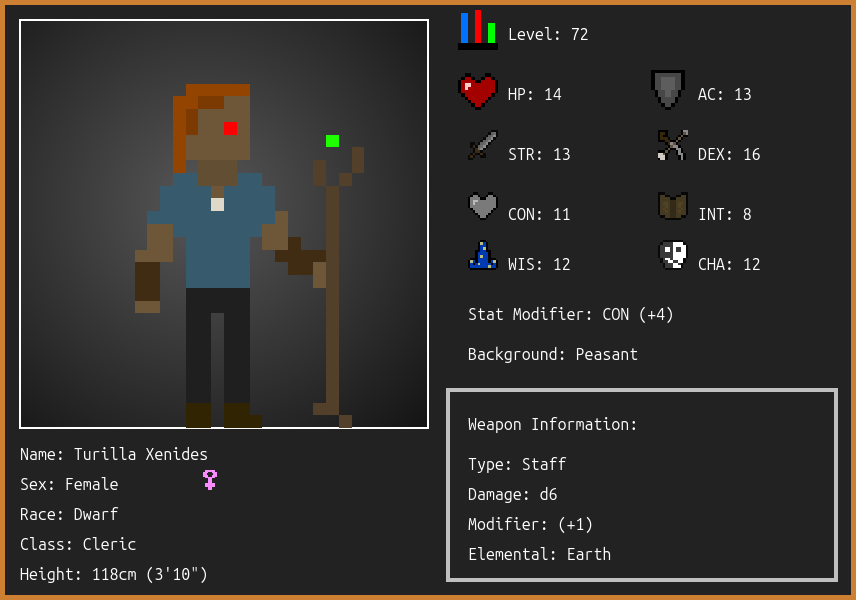 Level: 72
HP: 14
AC: 13
STR: 13
DEX: 16
CON: 11
INT: 8
WIS: 12
CHA: 12
Stat Modifier: CON (+4)
Background: Peasant
Weapon Information:
Type: Staff
Damage: d6
Modifier: (+1)
Elemental: Earth
Name: Turilla Xenides
Sex: Female
Race: Dwarf
Class: Cleric
Height: 118cm (3'10")